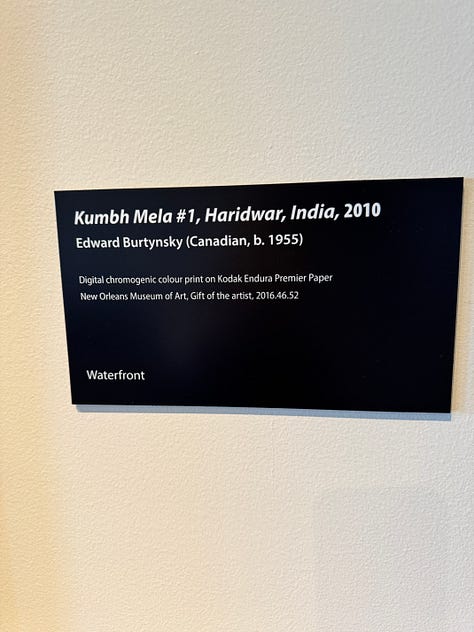 Kumbh Mela #1, Haridwar, India, 2010
Edward Burtynsky (Canadian, b. 1955)
Digital chromogenic colour print on Kodak Endura Premier Paper
New Orleans Museum of Art, Gift of the artist, 2016.46.52
Waterfront